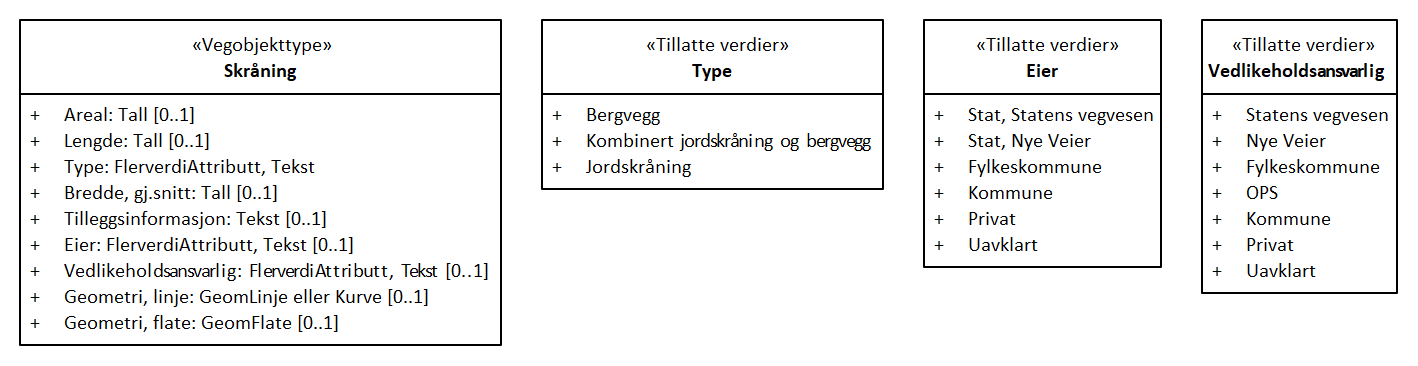 «Vegobjekttype»
Skråning
+ Areal: Tall [0..1]
+ Lengde: Tall [0..1]
+ Type: FlerverdiAttributt, Tekst
+ Bredde, gj.snitt: Tall [0..1]
+ Tilleggsinformasjon: Tekst [0..1]
+ Eier: FlerverdiAttributt, Tekst [0..1]
+ Vedlikeholdsansvarlig: FlerverdiAttributt, Tekst [0..1]
+ Geometri, linje: GeomLinje eller Kurve [0..1]
+ Geometri, flate: GeomFlate [0..1]
«Tillatte verdier»
Type
+ Bergvegg
+ Kombinert jordskråning og bergvegg
+ Jordskråning
«Tillatte verdier»
Eier
+ Stat, Statens vegvesen
+ Stat, Nye Veier
+ Fylkeskommune
+ Kommune
+ Privat
+ Uavklart
«Tillatte verdier»
Vedlikeholdsansvarlig
+ Statens vegvesen
+ Nye Veier
+ Fylkeskommune
+ OPS
+ Kommune
+ Privat
+ Uavklart